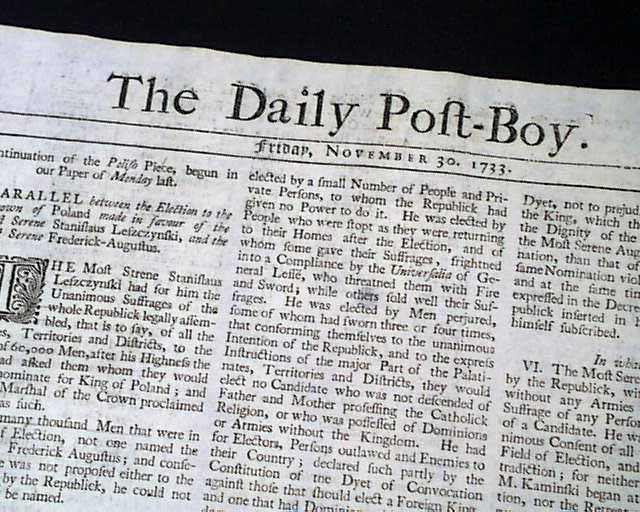 The Daily Poſt-Boy.
Friday, NOVEMBER 30. 1733.
ntinuation of the Poliſh Piece, begun in
our Paper of Monday laſt.
ARALLEL between the Election to the
of Poland made in favour of the
Serene Staniſlaus Leſzczynſki, and the
Serene Frederick-Auguſtus.
HE Moſt Strene Staniſlaus
Leſzczynſki had for him the
Unanimous Suffrages of the
whole Republick legally aſſem-
bled, that is to ſay, of all the
s, Territories and Diſtricts, to the
of 60,000 Men, after his Highneſs the
ad asked them whom they would
nominate for King of Poland; and
Marſhal of the Crown proclaimed
as ſuch.
many thouſand Men that were in
f Election, not one named the
Frederick Auguſtus; and conſe-
e was not propoſed either to the
by the Republick, he could not
be named.
elected by a ſmall Number of People and Pri-
vate Perſons, to whom the Republick had
given no Power to do it. He was elected by
People who were ſtopt as they were returning
to their Homes after the Election, and of
whom ſome gave their Suffrages, frighted
into a Compliance by the Univerſalia of Ge-
neral Leſſé, who threatned them with Fire
and Sword; while others ſold well their Suf-
frages. He was elected by Men perjured,
ſome of whom had ſworn three or four times,
that conforming themſelves to the unanimous
Intention of the Republick, and to the expreſs
Inſtructions of the major Part of the Palati-
nates, Territories and Diſtricts, they would
elect no Candidate who was not deſcended of
Father and Mother profeſſing the Catholick
Religion, or who was poſſeſſed of Dominions
or Armies without the Kingdom. He had
for Electors, Perſons outlawed and Enemies to
their Country; declared ſuch partly by the
Conſtitution of the Dyet of Convocation
againſt thoſe that ſhould elect a Foreign King
and one that had Domin
Dyet, not to preju
the King, which th
the Dignity of the
the Moſt Serene Aug
nation, than that of
ſame Nomination vie
and at the ſame tim
expreſſed in the Decre
publick inſerted in
himſelf ſubſcribed.
In what
VI. The Moſt Ser
by the Republick, wi
without any Armies
Suffrage of any Perſo
of a Candidate. He w
nimous Conſent of all
Field of Election, and
tradiction; for neither
M. Kaminſki began at
tion, nor the Retreat